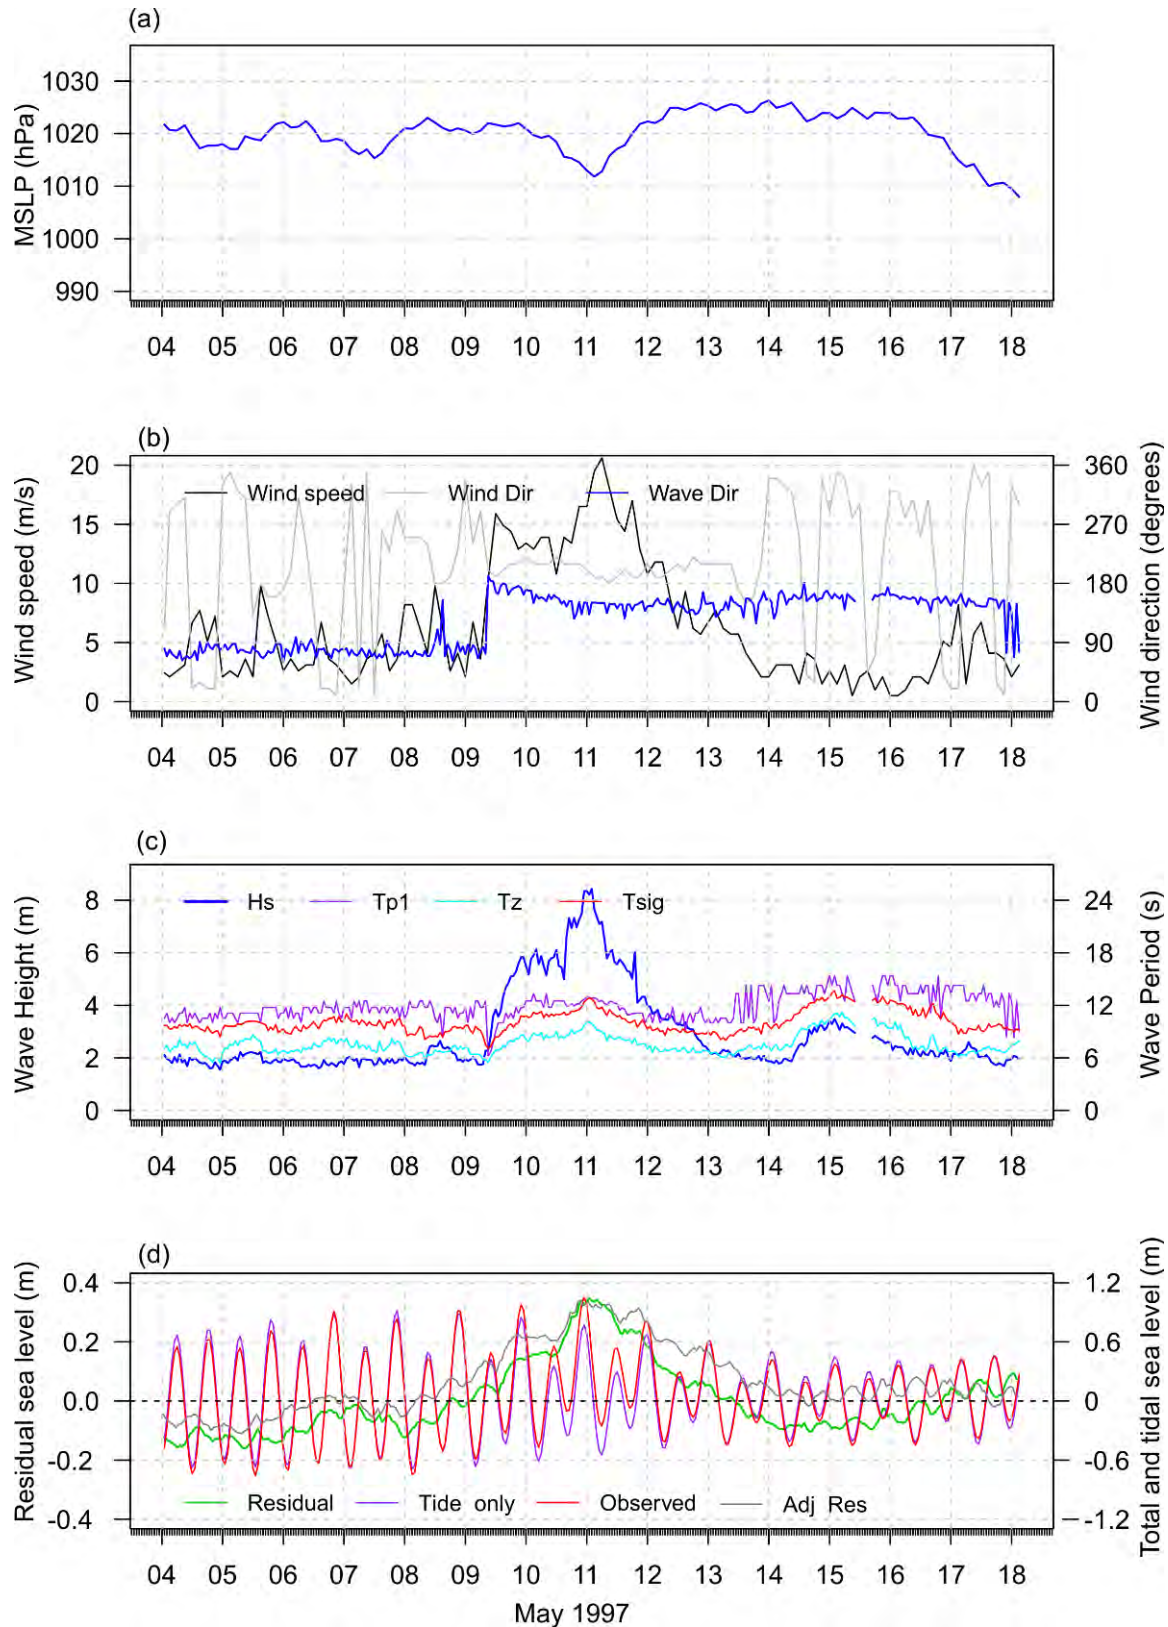 (a)
MSLP (hPa)
1030
1020
1010
1000
990
04 05 06 07 08 09 10 11 12 13 14 15 16 17 18
(b)
Wind speed (m/s)
20
15
10
5
0
Wind speed Wind Dir Wave Dir
360
270
180
90
0
Wind direction (degrees)
04 05 06 07 08 09 10 11 12 13 14 15 16 17 18
(c)
Wave Height (m)
8
6
4
2
0
Hs Tp1 Tz Tsig
24
18
12
6
0
Wave Period (s)
04 05 06 07 08 09 10 11 12 13 14 15 16 17 18
(d)
Residual sea level (m)
0.4
0.2
0.0
-0.2
-0.4
Residual Tide only Observed Adj Res
1.2
0.6
0
-0.6
-1.2
Total and tidal sea level (m)
04 05 06 07 08 09 10 11 12 13 14 15 16 17 18
May 1997